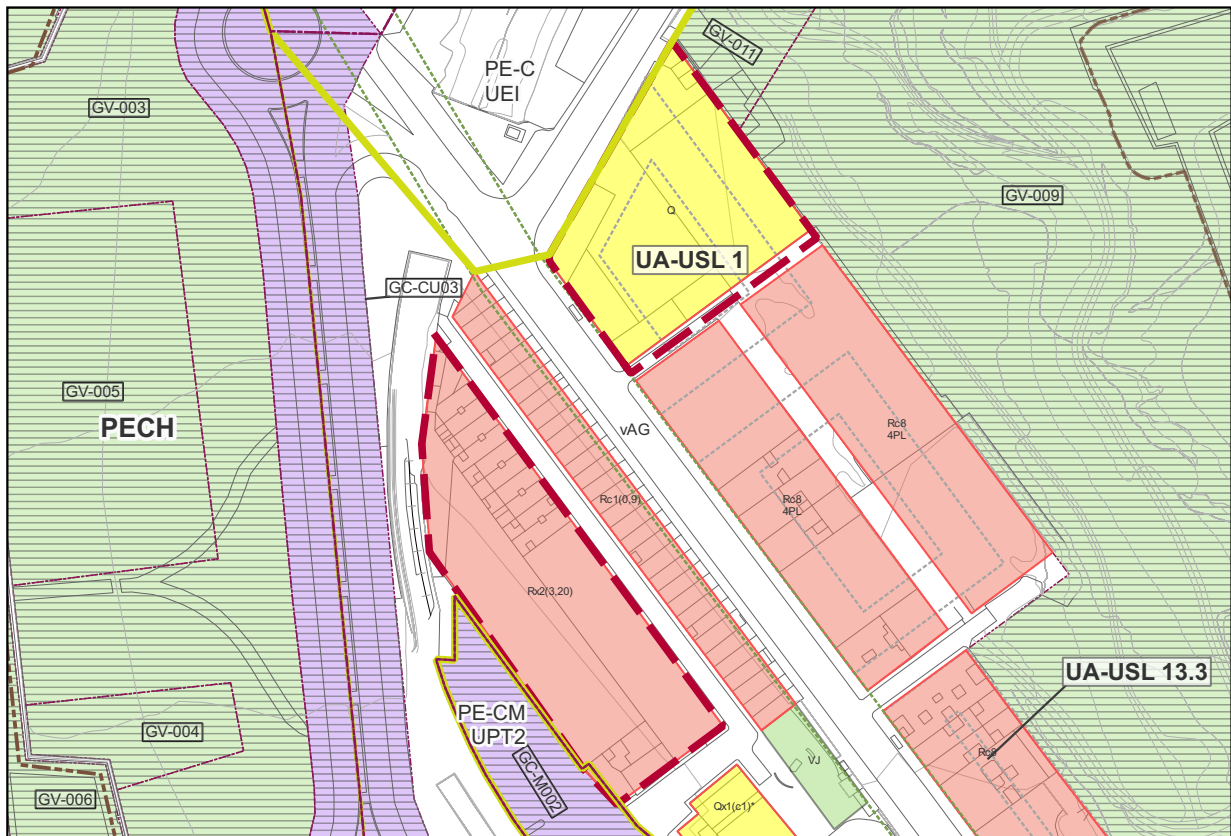 GV-011
PE-C
UEI
GV-003
GV-009
Q
UA-USL 1
GC-CU03
GV-005
PECH
vAG
Rc8
4PL
Rc8
4PL
Rc1(0,9)
Rx2(3,20)
UA-USL 13.3
PE-CM
UPT2
GV-004
GC-M002
VJ
Rc8
GV-006
Qx1(c1)*